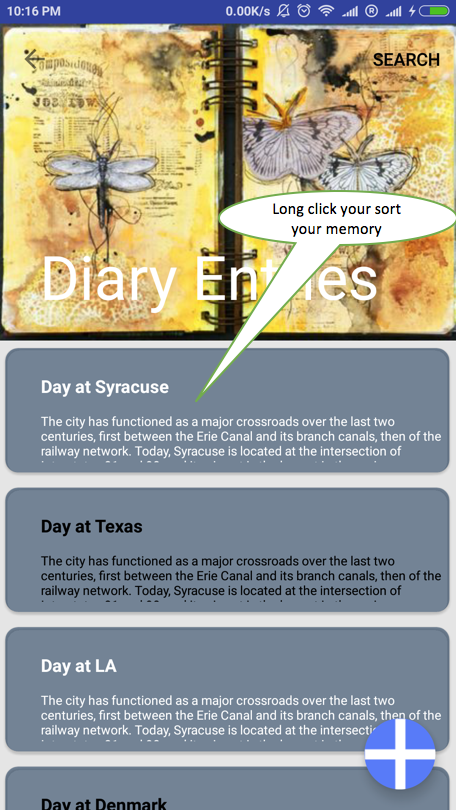 10:16 PM 0.00K/s R
Compositions
SEARCH
Long click your sort
your memory
Diary Entries
Day at Syracuse
The city has functioned as a major crossroads over the last two
centuries, first between the Erie Canal and its branch canals, then of the
railway network. Today, Syracuse is located at the intersection of
Day at Texas
The city has functioned as a major crossroads over the last two
centuries, first between the Erie Canal and its branch canals, then of the
railway network. Today, Syracuse is located at the intersection of
Day at LA
The city has functioned as a major crossroads over the last two
centuries, first between the Erie Canal and its branch canals, then of the
railway network. Today, Syracuse is located at the intersection of
Day at Denmark